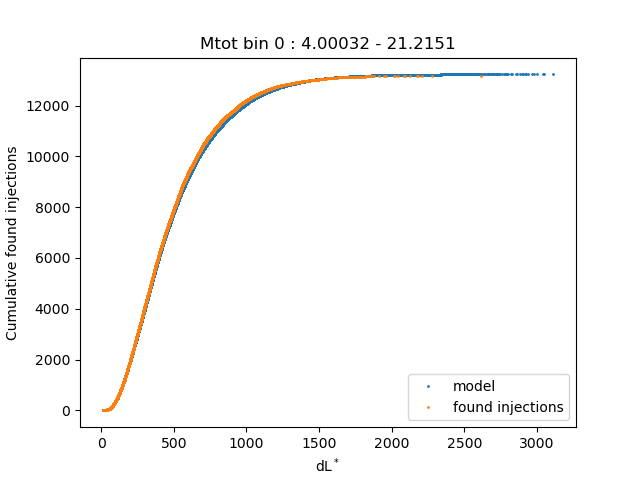 Mtot bin 0 : 4.00032 - 21.2151
Cumulative found injections
12000
10000
8000
6000
4000
2000
0
model
found injections
0 500 1000 1500 2000 2500 3000
dL*